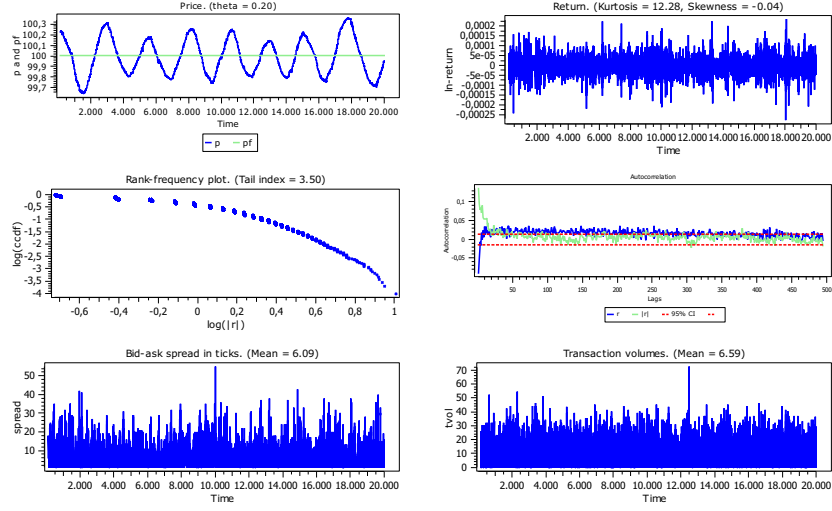 Price. (theta = 0.20)
p and pf
100,3
100,2
100,1
100
99,9
99,8
99,7
2.000 4.000 6.000 8.000 10.000 12.000 14.000 16.000 18.000 20.000
Time
p pf
Return. (Kurtosis = 12.28, Skewness = -0.04)
ln-return
0,0002
0,00015
0,0001
5e-05
0
-5e-05
-0,0001
-0,00015
-0,0002
-0,00025
2.000 4.000 6.000 8.000 10.000 12.000 14.000 16.000 18.000 20.000
Time
Rank-frequency plot. (Tail index = 3.50)
log(ccdf)
0
-0,5
-1
-1,5
-2
-2,5
-3
-3,5
-4
-0,6 -0,4 -0,2 0 0,2 0,4 0,6 0,8 1
log(|r|)
Autocorrelation
Autocorrelation
0,1
0,05
0
-0,05
50 100 150 200 250 300 350 400 450 500
Lags
r |r| 95% CI
Bid-ask spread in ticks. (Mean = 6.09)
spread
50
40
30
20
10
2.000 4.000 6.000 8.000 10.000 12.000 14.000 16.000 18.000 20.000
Time
Transaction volumes. (Mean = 6.59)
tvol
70
60
50
40
30
20
10
0
2.000 4.000 6.000 8.000 10.000 12.000 14.000 16.000 18.000 20.000
Time